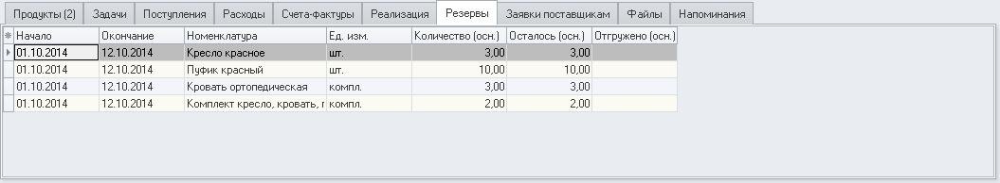 Продукты (2) Задачи Поступления Расходы Счета-фактуры Реализация Резервы Заявки поставщикам Файлы Напоминания
Начало Окончание Номенклатура Ед. изм. Количество (осн.) Осталось (осн.) Отгружено (осн.)
01.10.2014 12.10.2014 Кресло красное шт. 3,00 3,00
01.10.2014 12.10.2014 Пуфик красный шт. 10,00 10,00
01.10.2014 12.10.2014 Кровать ортопедическая компл. 3,00 3,00
01.10.2014 12.10.2014 Комплект кресло, кровать, компл. 2,00 2,00